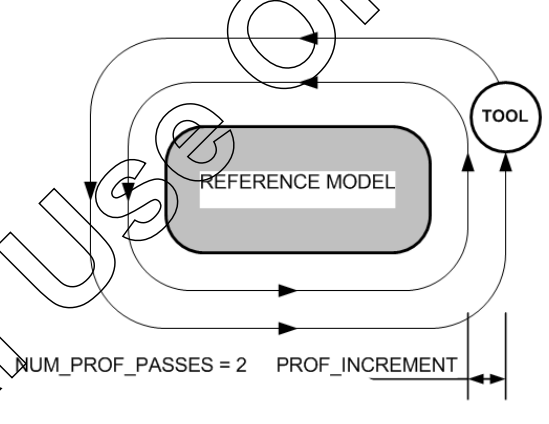 TOOL
REFERENCE MODEL
NUM_PROF_PASSES = 2 PROF_INCREMENT